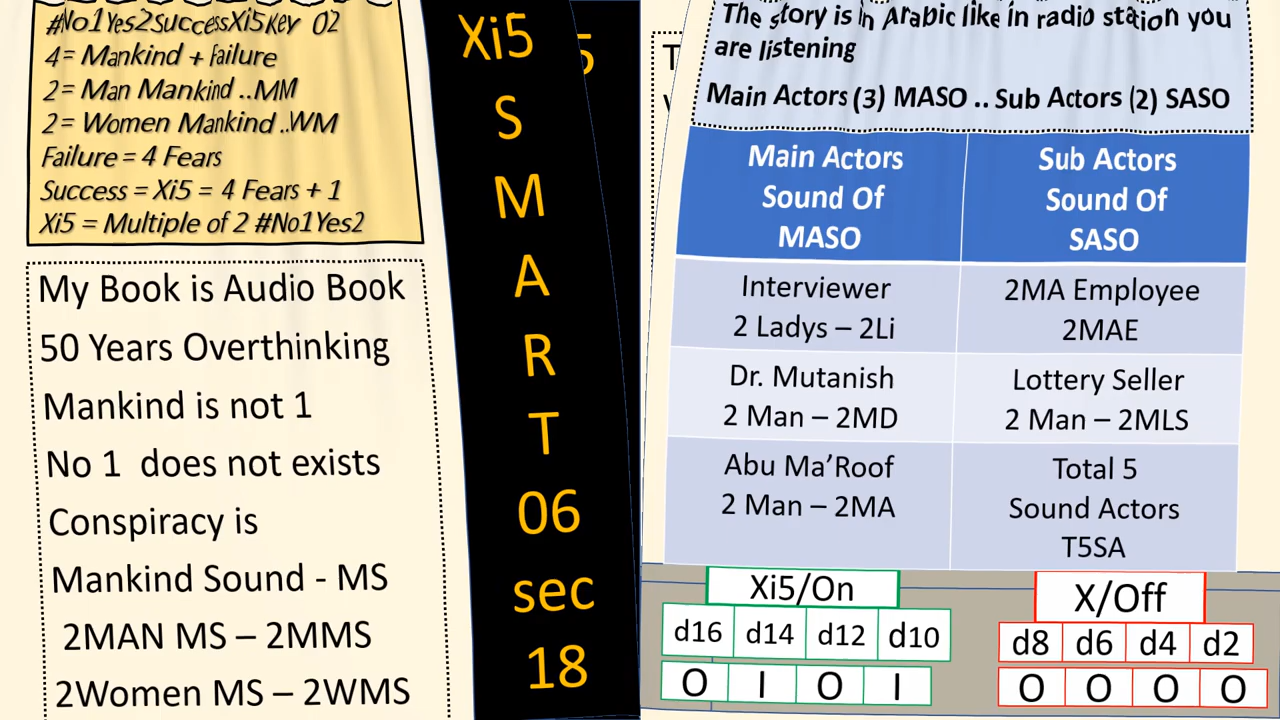 #No1Yes2SuccessXi5Key 02
4= Mankind + failure
2= Man Mankind ..MM
2= Women Mankind ..WM
Failure = 4 Fears
Success = Xi5 = 4 Fears + 1
Xi5 = Multiple of 2 #No1Yes2
My Book is Audio Book
50 Years Overthinking
Mankind is not 1
No 1 does not exists
Conspiracy is
Mankind Sound - MS
2MAN MS – 2MMS
2Women MS – 2WMS
Xi5
S
M
A
R
T
06
sec
18
5
T
The story is in Arabic like in radio station you
are listening
Main Actors (3) MASO .. Sub Actors (2) SASO
Main Actors
Sound Of
MASO
Sub Actors
Sound Of
SASO
Interviewer
2 Ladys – 2Li
2MA Employee
2MAE
Dr. Mutanish
2 Man – 2MD
Lottery Seller
2 Man – 2MLS
Abu Ma’Roof
2 Man – 2MA
Total 5
Sound Actors
T5SA
Xi5/On
d16 d14 d12 d10
O I O I
X/Off
d8 d6 d4 d2
O O O O